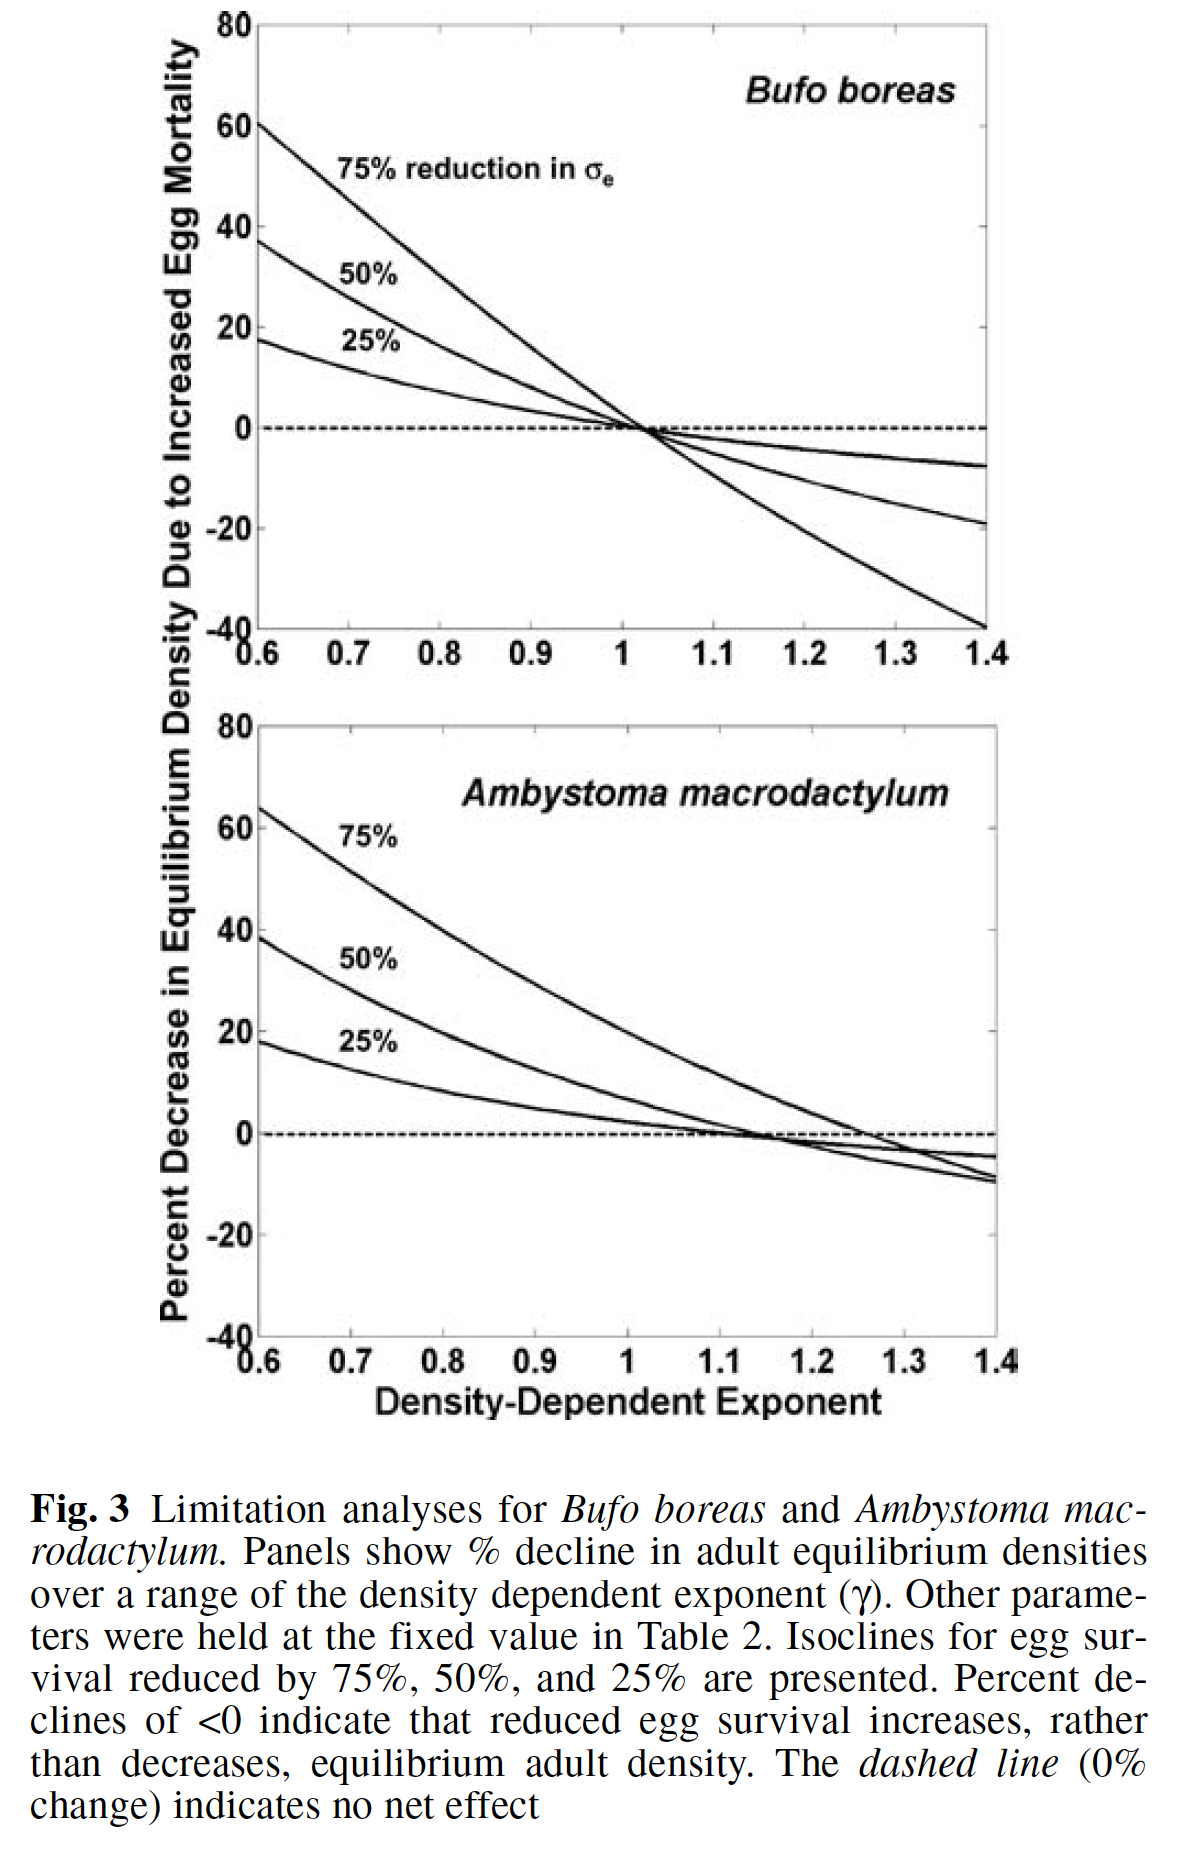 Percent Decrease in Equilibrium Density Due to Increased Egg Mortality
80
60
40
20
0
-20
-40
Bufo boreas
75% reduction in σe
50%
25%
0.6 0.7 0.8 0.9 1 1.1 1.2 1.3 1.4
80
60
40
20
0
-20
-40
Ambystoma macrodactylum
75%
50%
25%
0.6 0.7 0.8 0.9 1 1.1 1.2 1.3 1.4
Density-Dependent Exponent
Fig. 3 Limitation analyses for Bufo boreas and Ambystoma mac-
rodactylum. Panels show % decline in adult equilibrium densities
over a range of the density dependent exponent (γ). Other parame-
ters were held at the fixed value in Table 2. Isoclines for egg sur-
vival reduced by 75%, 50%, and 25% are presented. Percent de-
clines of <0 indicate that reduced egg survival increases, rather
than decreases, equilibrium adult density. The dashed line (0%
change) indicates no net effect